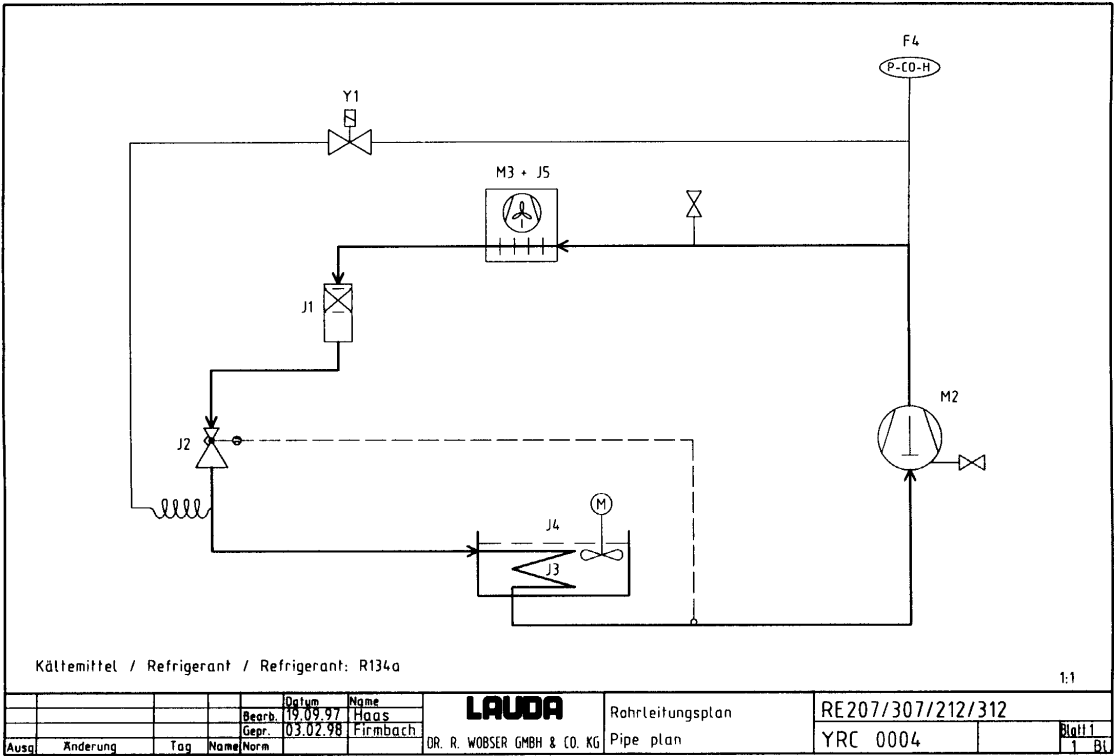 F4
P-CO-H
Y1
M3 + J5
J1
M2
J2
M
J4
J3
Kältemittel / Refrigerant / Refrigerant: R134a
1:1
Datum Name
Bearb. 19.09.97 Haas
Gepr. 03.02.98 Firmbach
Ausg Änderung Tag Name Norm
LAUDA
DR. R. WOBSER GMBH & CO. KG
Rohrleitungsplan
Pipe plan
RE207/307/212/312
YRC 0004
Blatt 1
1 Bl